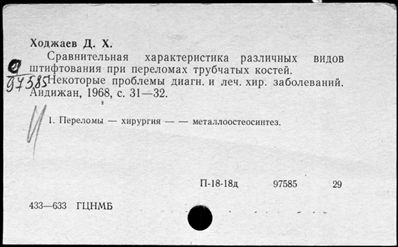 Ходжаев Д. Х.
Сравнительная характеристика различных видов
штифтования при переломах трубчатых костей.
97585
Некоторые проблемы диагн. и леч. хир. заболеваний.
Андижан, 1968, с. 31—32.
1. Переломы — хирургия — — металлоостеосинтез.
П-18-18д 97585 29
433—633 ГЦНМБ